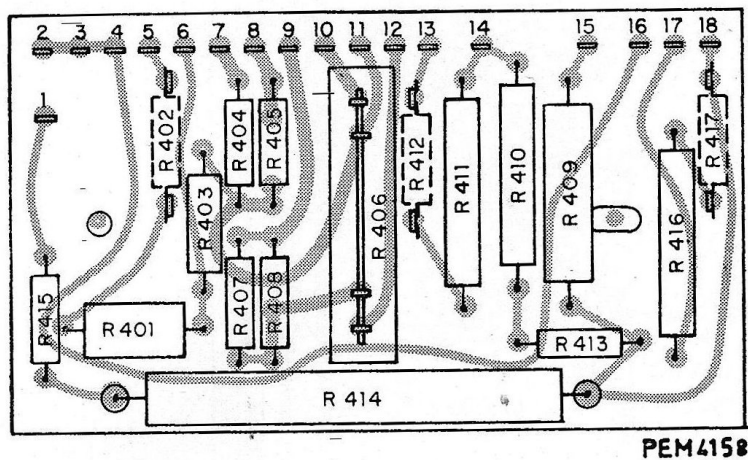 2 3 4 5 6 7 8 9 10 11 12 13 14 15 16 17 18
1
R 402
R 404
R 405
R 403
R 406
R 412
R 411
R 410
R 409
R 417
R 416
R 407
R 408
R 415
R 401
R 413
R 414
PEM4158